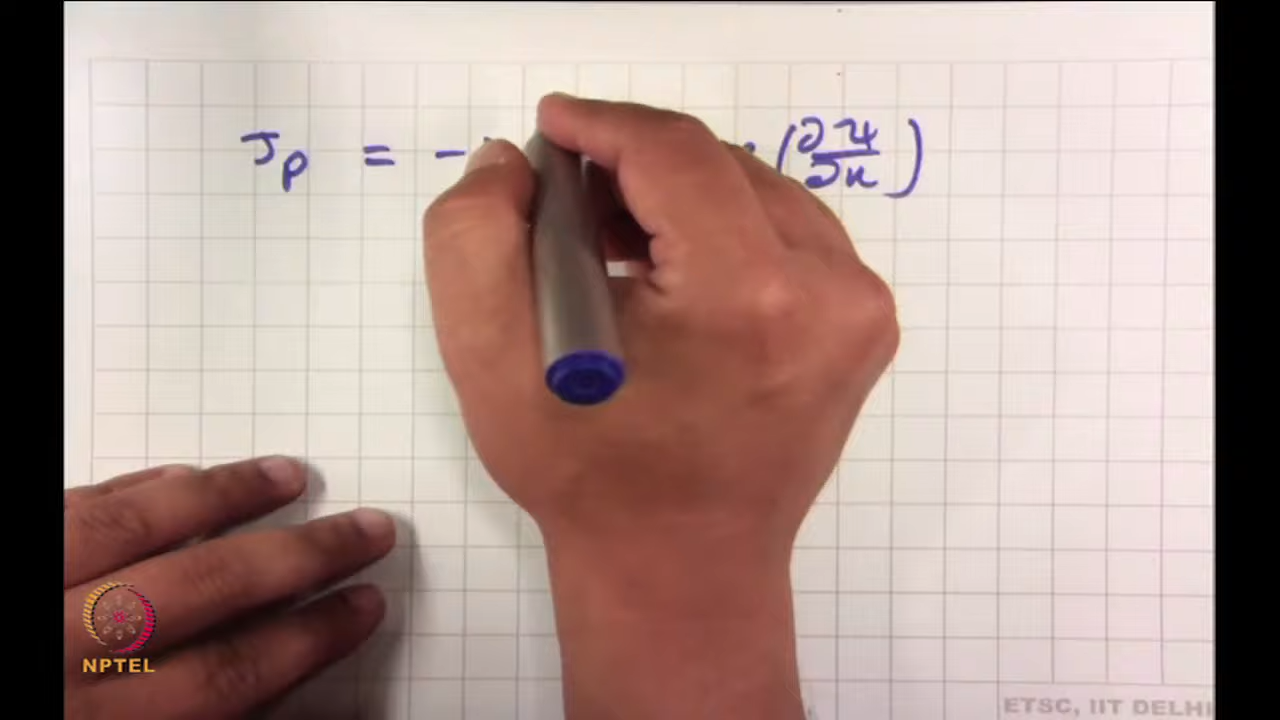 J_p = - (∂ψ/∂x)
NPTEL
ETSC, IIT DELHI